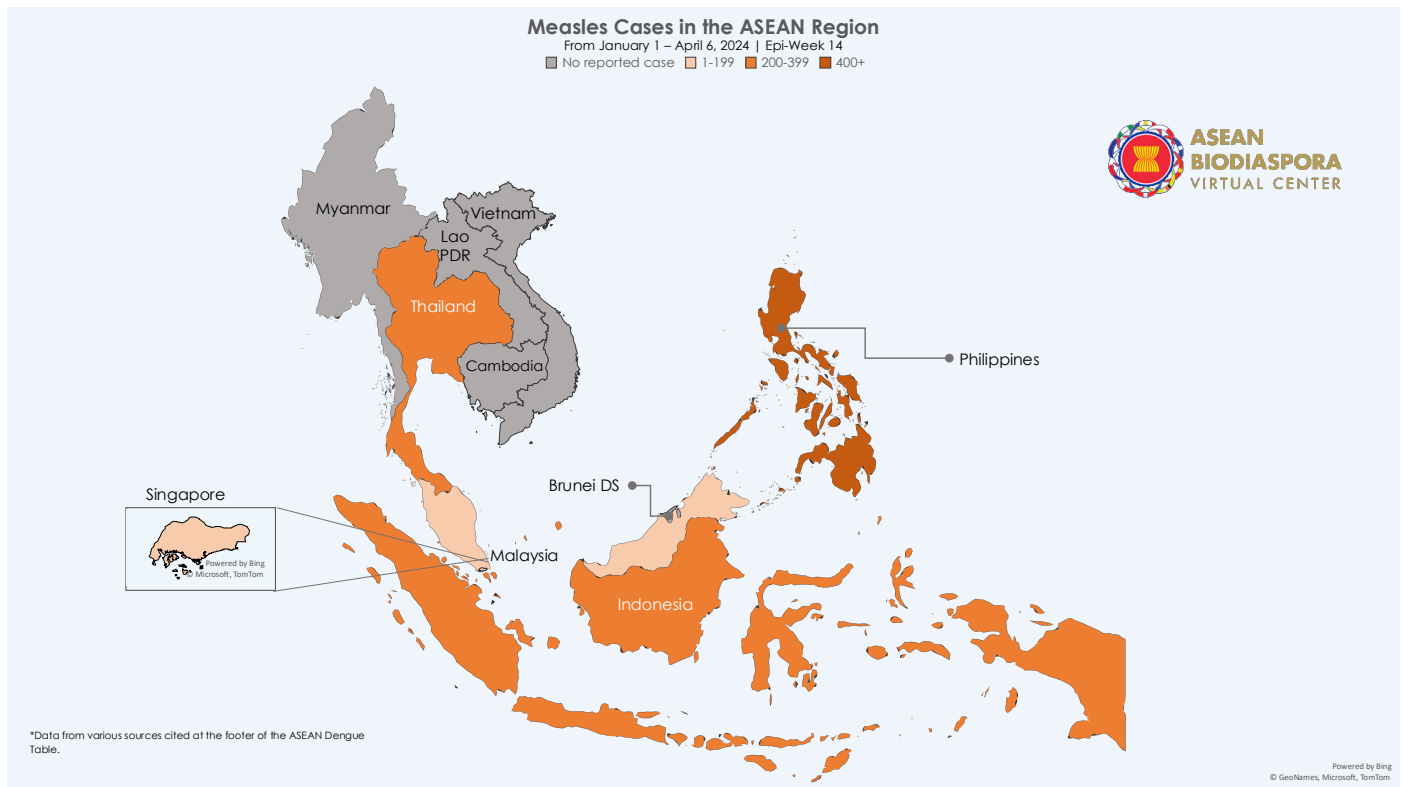 Measles Cases in the ASEAN Region
From January 1 – April 6, 2024 | Epi-Week 14
No reported case 1-199 200-399 400+
ASEAN
BIODIASPORA
VIRTUAL CENTER
Myanmar
Vietnam
Lao
PDR
Thailand
Cambodia
Philippines
Brunei DS
Singapore
Powered by Bing
© Microsoft, TomTom
Malaysia
Indonesia
*Data from various sources cited at the footer of the ASEAN Dengue
Table.
Powered by Bing
© GeoNames, Microsoft, TomTom